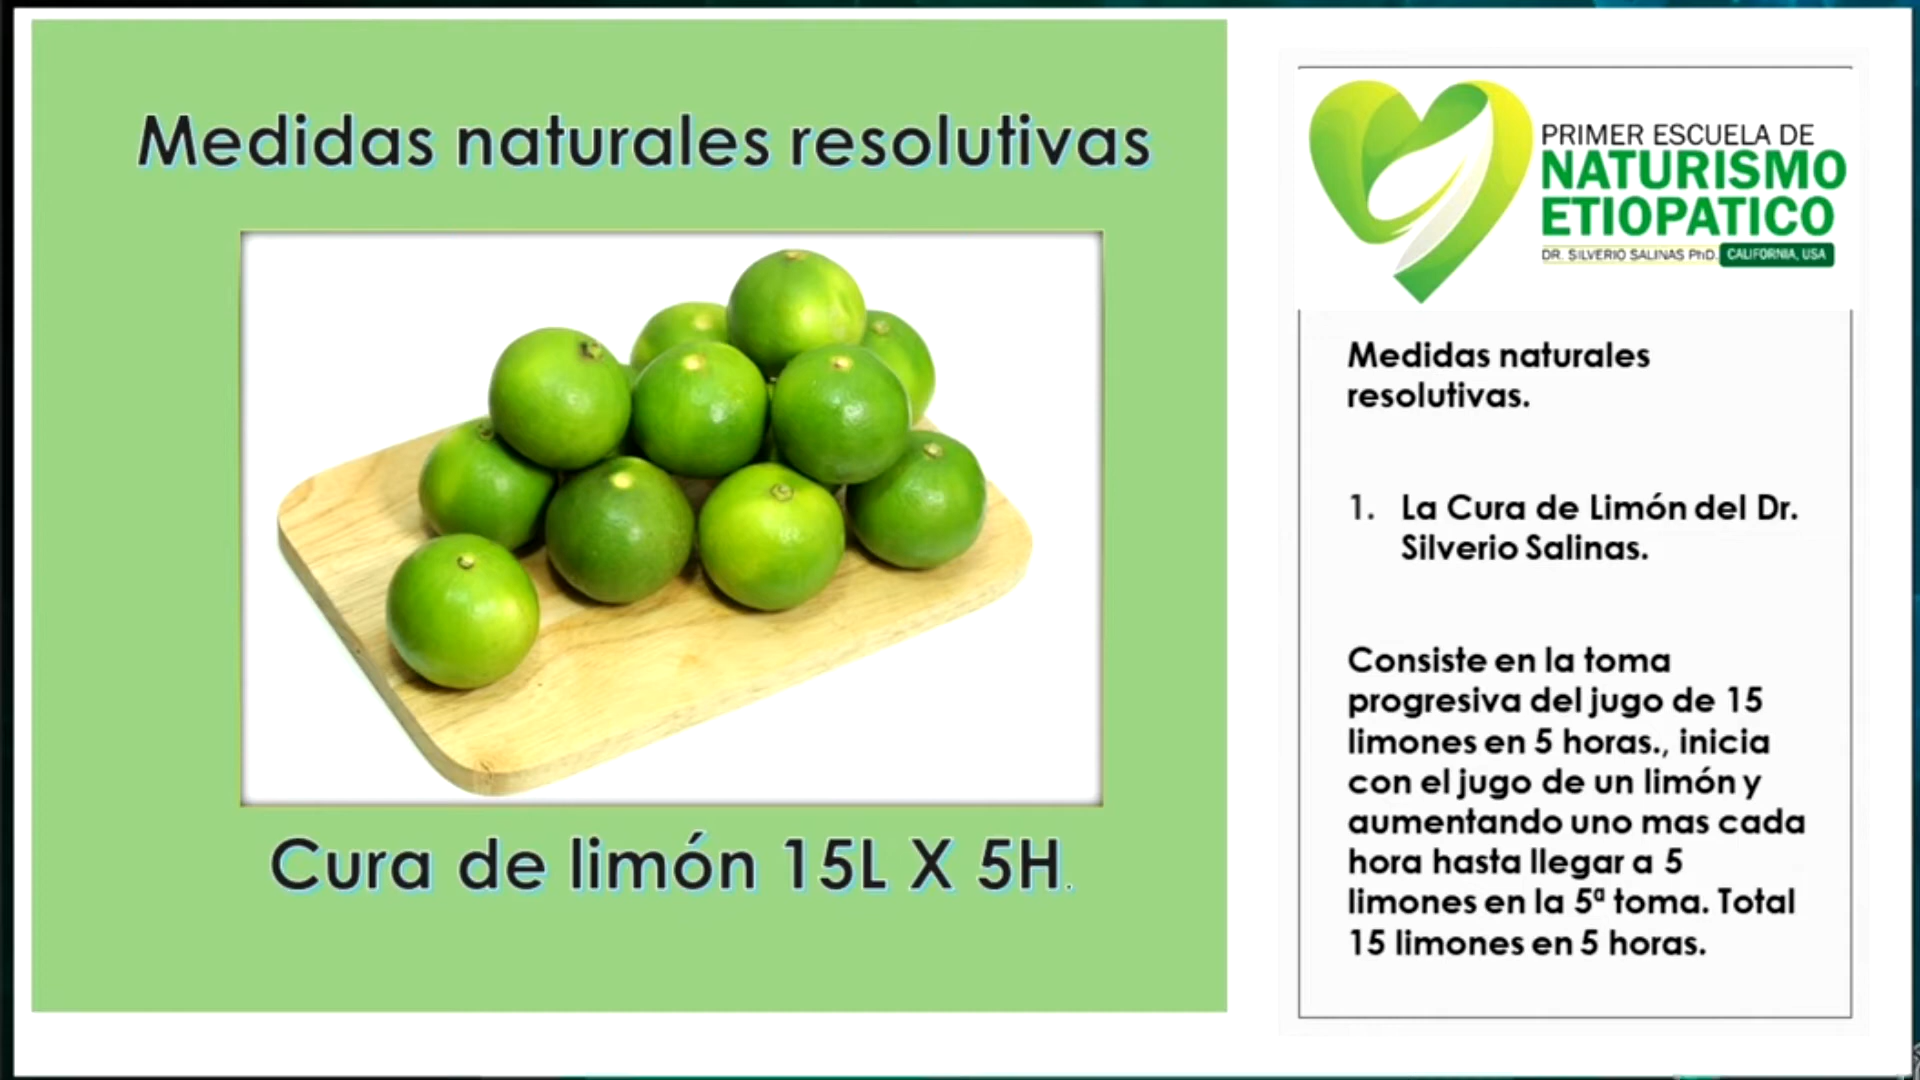 Medidas naturales resolutivas
Cura de limón 15L X 5H.
PRIMER ESCUELA DE
NATURISMO
ETIOPATICO
DR. SILVERIO SALINAS PhD. CALIFORNIA, USA
Medidas naturales
resolutivas.
1. La Cura de Limón del Dr.
Silverio Salinas.
Consiste en la toma
progresiva del jugo de 15
limones en 5 horas., inicia
con el jugo de un limón y
aumentando uno mas cada
hora hasta llegar a 5
limones en la 5ª toma. Total
15 limones en 5 horas.